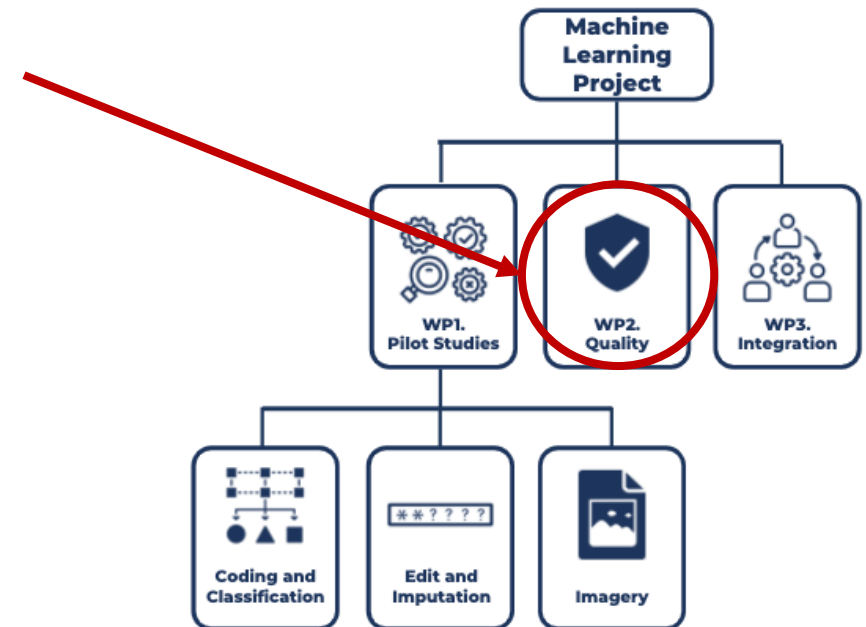 Machine
Learning
Project
WP1.
Pilot Studies
WP2.
Quality
WP3.
Integration
**????
Coding and
Classification
Edit and
Imputation
Imagery